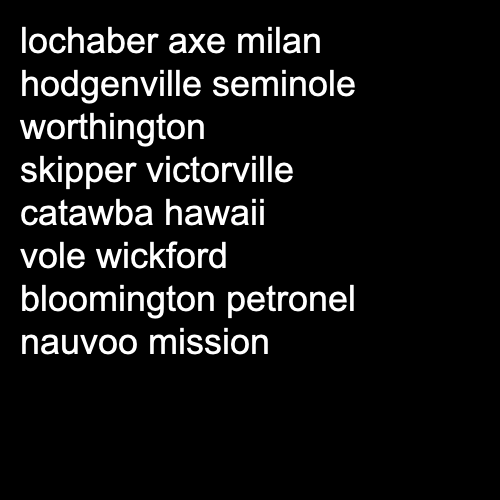 lochaber axe milan
hodgenville seminole
worthington
skipper victorville
catawba hawaii
vole wickford
bloomington petronel
nauvoo mission